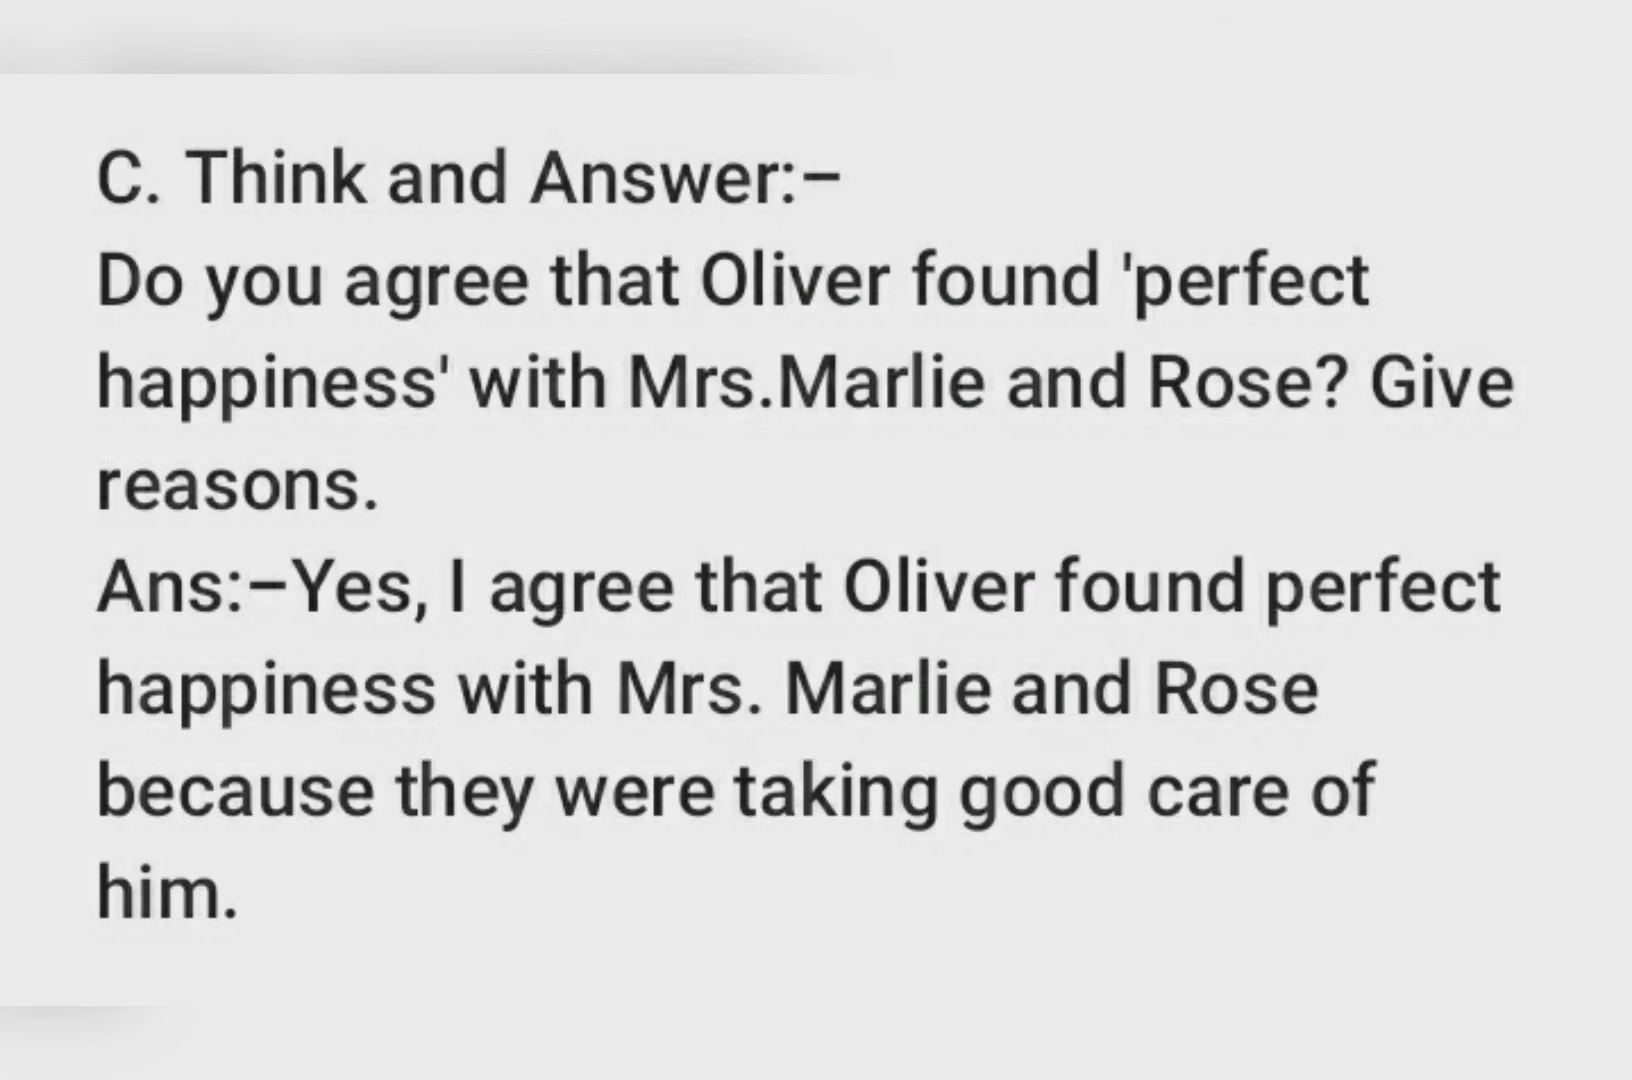 C. Think and Answer:–
Do you agree that Oliver found 'perfect
happiness' with Mrs.Marlie and Rose? Give
reasons.
Ans:–Yes, I agree that Oliver found perfect
happiness with Mrs. Marlie and Rose
because they were taking good care of
him.